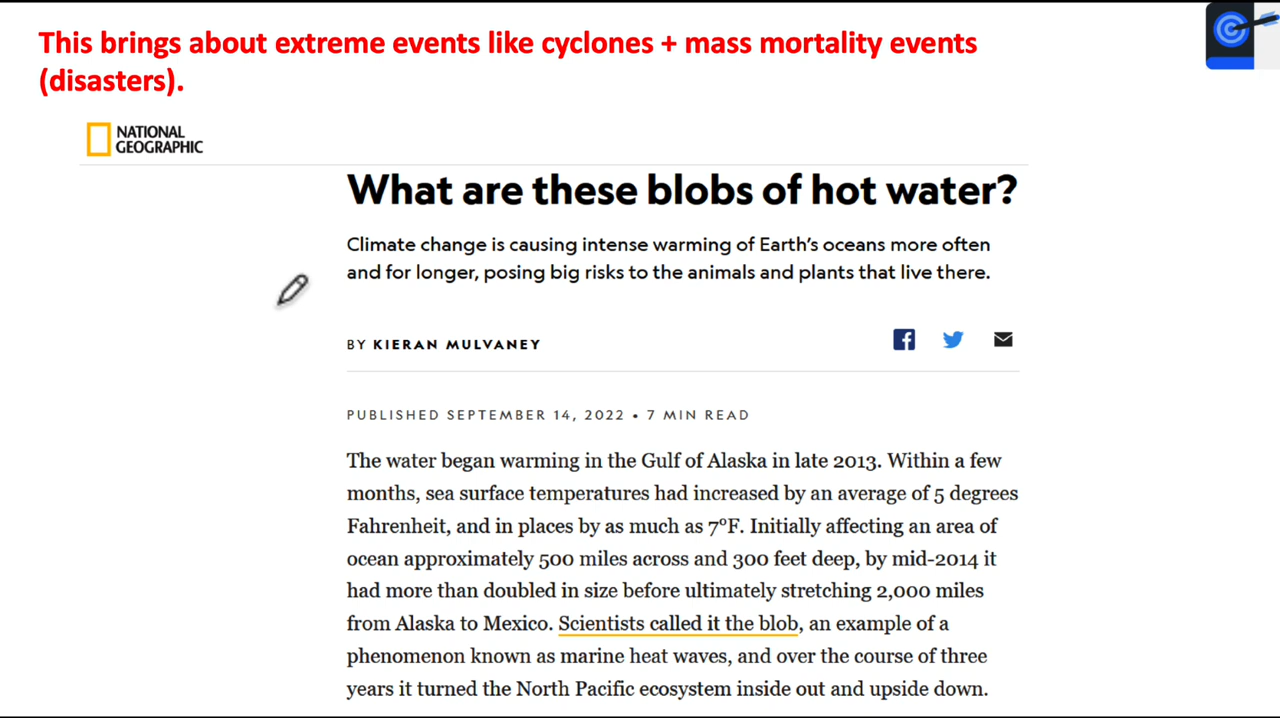 This brings about extreme events like cyclones + mass mortality events
(disasters).
NATIONAL
GEOGRAPHIC
What are these blobs of hot water?
Climate change is causing intense warming of Earth's oceans more often
and for longer, posing big risks to the animals and plants that live there.
BY KIERAN MULVANEY
PUBLISHED SEPTEMBER 14, 2022 • 7 MIN READ
The water began warming in the Gulf of Alaska in late 2013. Within a few
months, sea surface temperatures had increased by an average of 5 degrees
Fahrenheit, and in places by as much as 7°F. Initially affecting an area of
ocean approximately 500 miles across and 300 feet deep, by mid-2014 it
had more than doubled in size before ultimately stretching 2,000 miles
from Alaska to Mexico. Scientists called it the blob, an example of a
phenomenon known as marine heat waves, and over the course of three
years it turned the North Pacific ecosystem inside out and upside down.